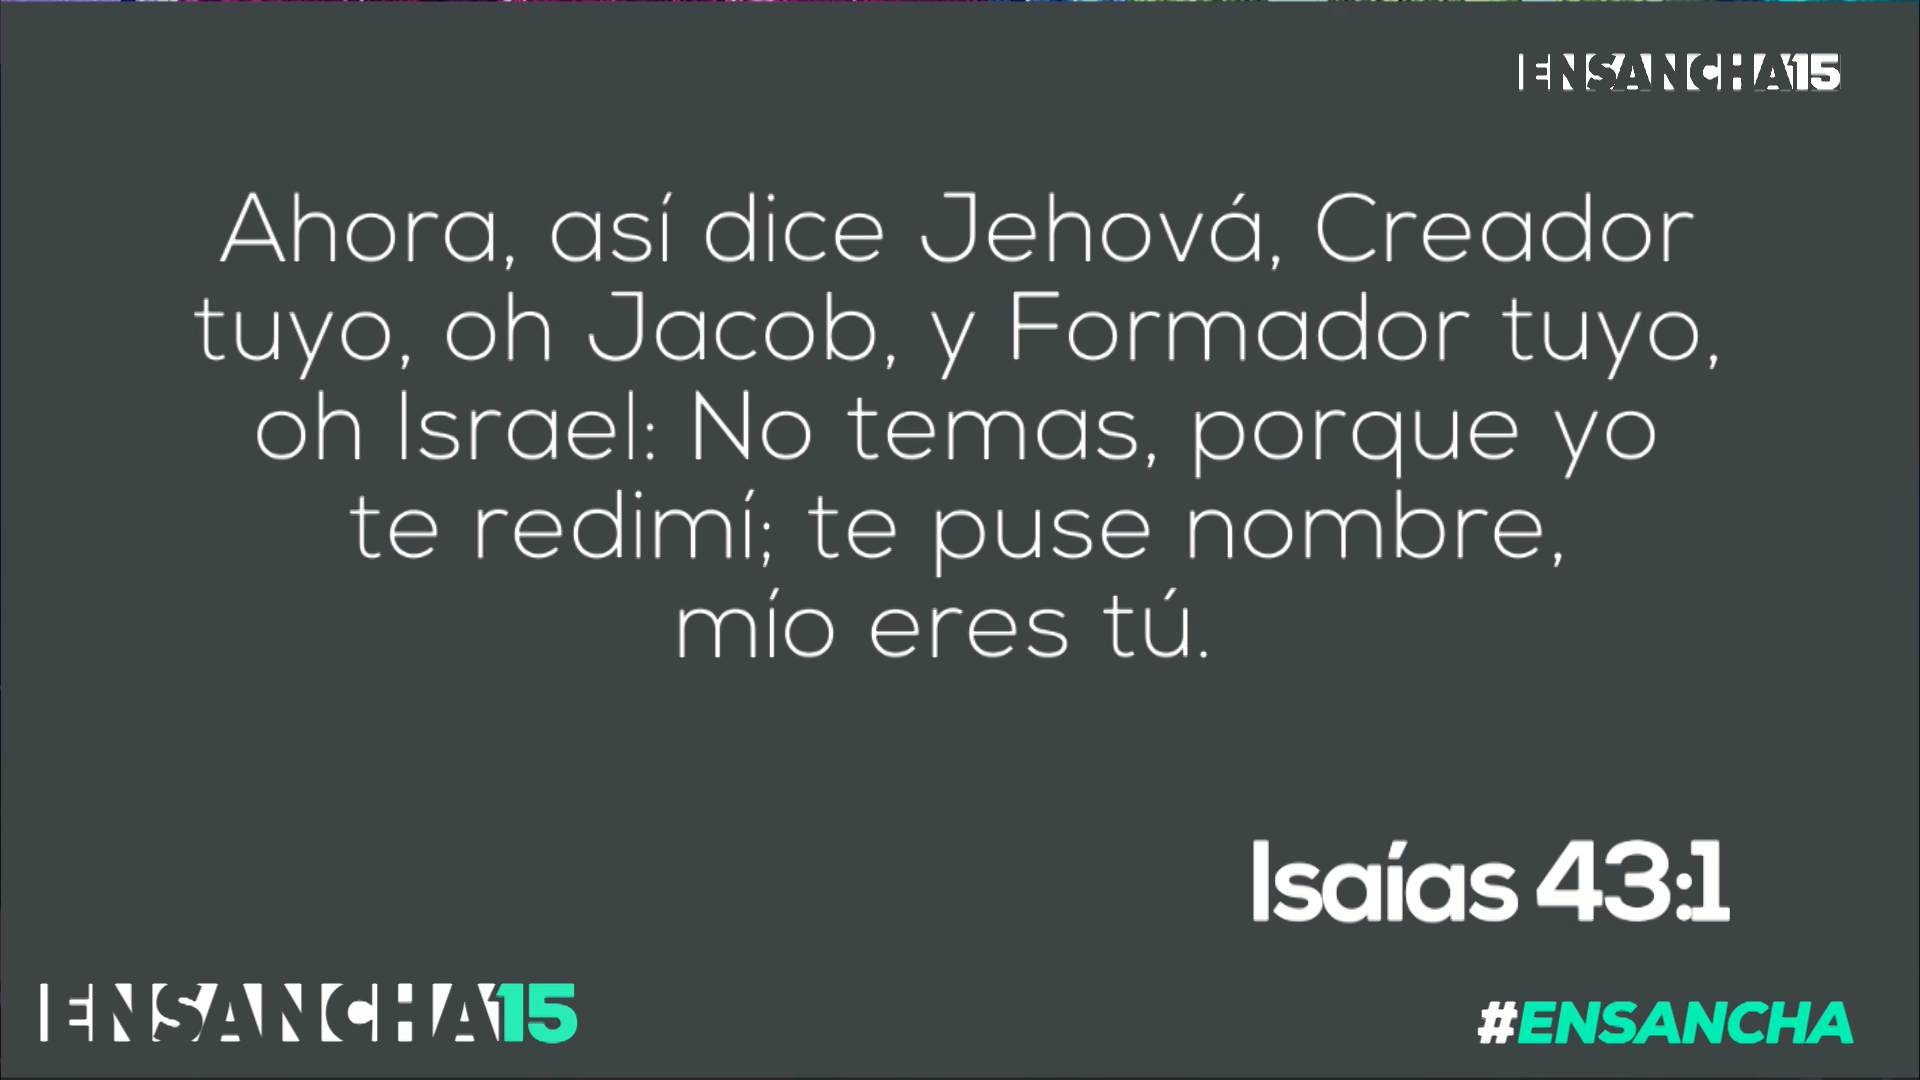 ENSANCHA15
Ahora, así dice Jehová, Creador
tuyo, oh Jacob, y Formador tuyo,
oh Israel: No temas, porque yo
te redimí; te puse nombre,
mío eres tú.
Isaías 43:1
ENSANCHA15
#ENSANCHA